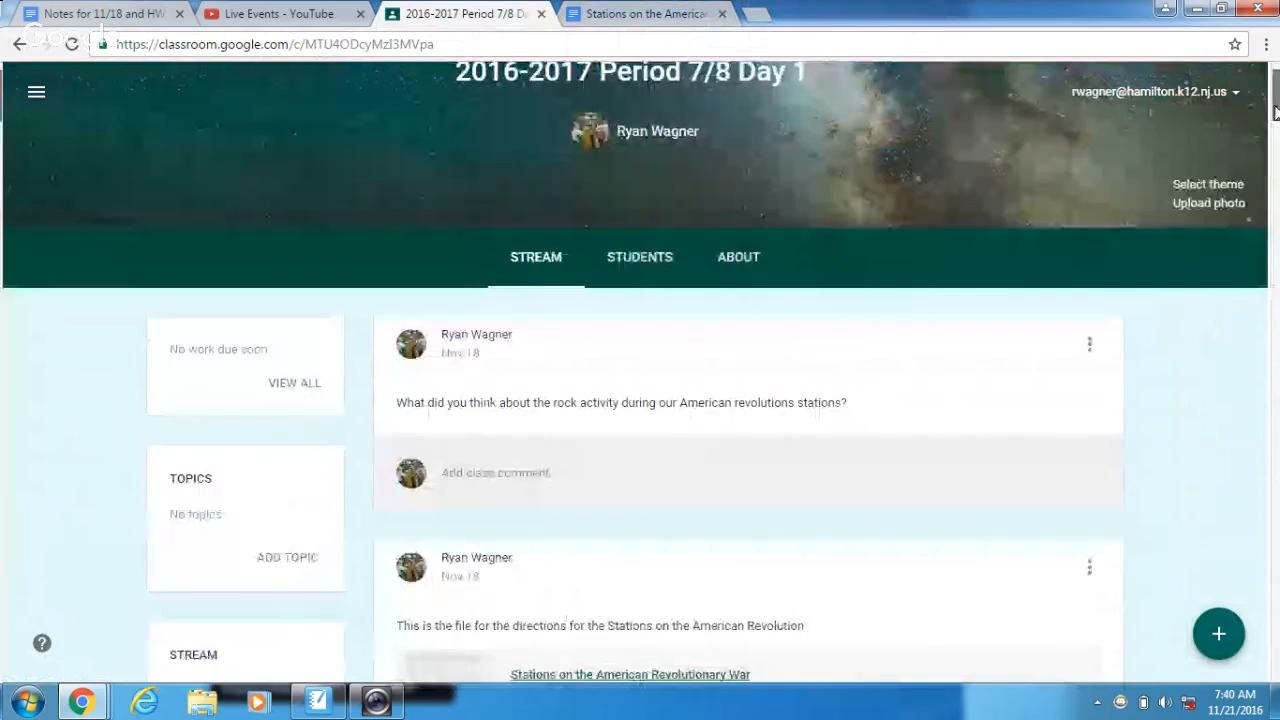 Notes for 11/18 and HW
Live Events - YouTube
2016-2017 Period 7/8 D
Stations on the America
https://classroom.google.com/c/MTU4ODcyMzI3MVpa
2016-2017 Period 7/8 Day 1
rwagner@hamilton.k12.nj.us
Ryan Wagner
Select theme
Upload photo
STREAM STUDENTS ABOUT
No work due soon
VIEW ALL
TOPICS
No topics
ADD TOPIC
STREAM
Ryan Wagner
Nov 18
What did you think about the rock activity during our American revolutions stations?
Add class comment
Ryan Wagner
Nov 18
This is the file for the directions for the Stations on the American Revolution
Stations on the American Revolutionary War
7:40 AM
11/21/2016